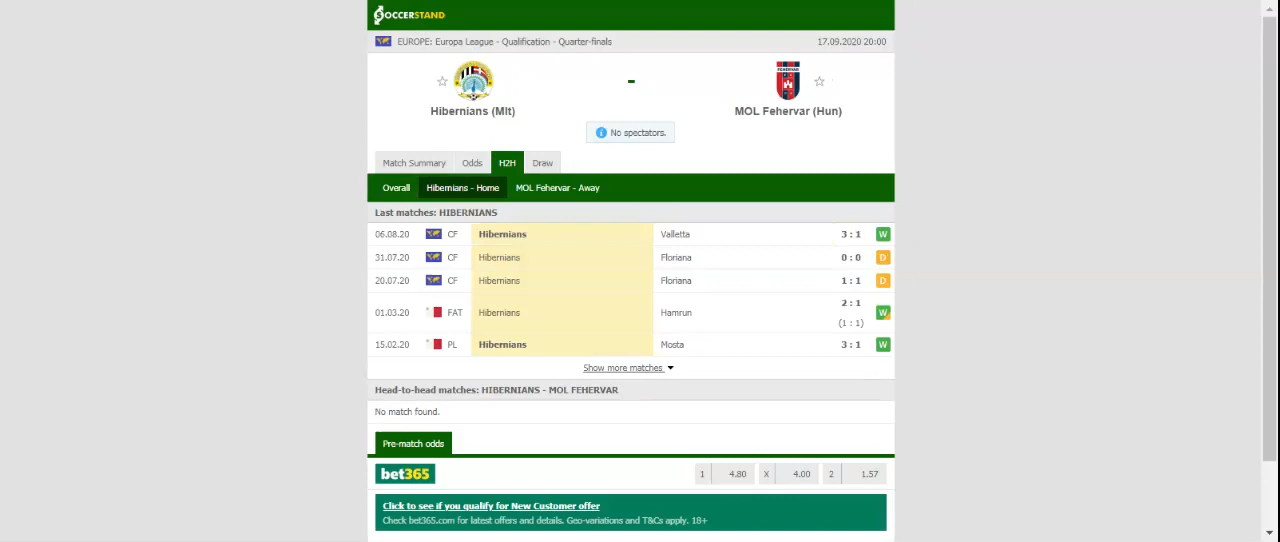 SOCCERSTAND
EUROPE: Europa League - Qualification - Quarter-finals 17.09.2020 20:00
FEHERVAR
Hibernians (Mlt) - MOL Fehervar (Hun)
i No spectators.
Match Summary Odds H2H Draw
Overall Hibernians - Home MOL Fehervar - Away
Last matches: HIBERNIANS
06.08.20 CF Hibernians Valletta 3 : 1 W
31.07.20 CF Hibernians Floriana 0 : 0 D
20.07.20 CF Hibernians Floriana 1 : 1 D
01.03.20 FAT Hibernians Hamrun 2 : 1 (1 : 1) W
15.02.20 PL Hibernians Mosta 3 : 1 W
Show more matches
Head-to-head matches: HIBERNIANS - MOL FEHERVAR
No match found.
Pre-match odds
bet365 1 4.80 X 4.00 2 1.57
Click to see if you qualify for New Customer offer
Check bet365.com for latest offers and details. Geo-variations and T&Cs apply. 18+